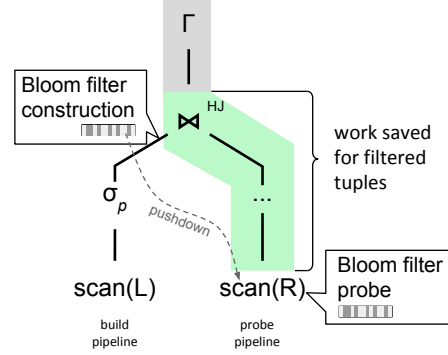 Γ
Bloom filter
construction
⋈ HJ
work saved
for filtered
tuples
σp
...
pushdown
scan(L)
scan(R)
Bloom filter
probe
build
pipeline
probe
pipeline